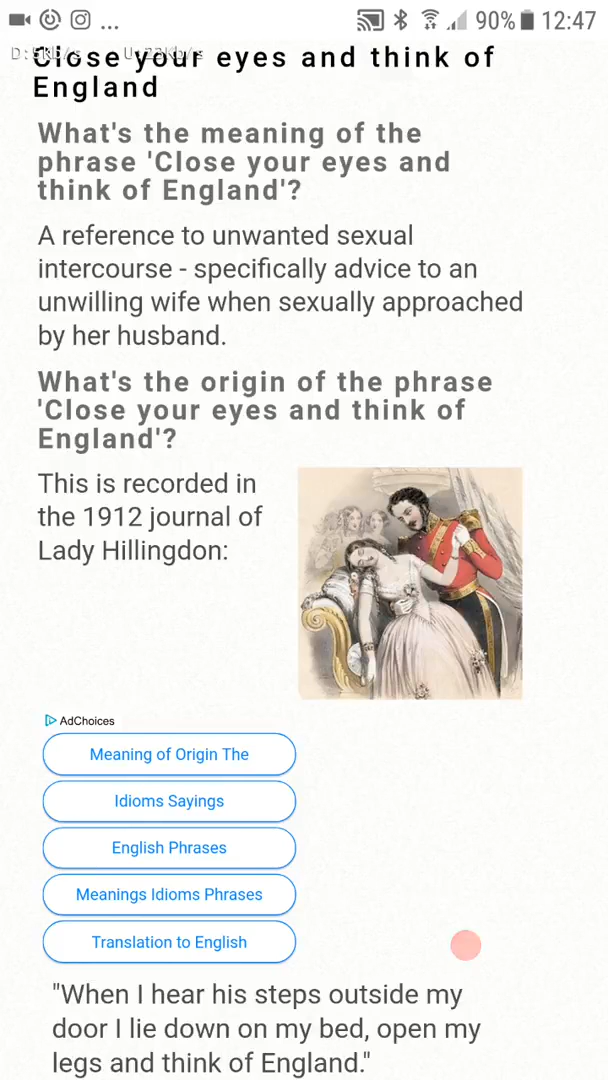 90% 12:47
Close your eyes and think of
England
What's the meaning of the
phrase 'Close your eyes and
think of England'?
A reference to unwanted sexual
intercourse - specifically advice to an
unwilling wife when sexually approached
by her husband.
What's the origin of the phrase
'Close your eyes and think of
England'?
This is recorded in
the 1912 journal of
Lady Hillingdon:
AdChoices
Meaning of Origin The
Idioms Sayings
English Phrases
Meanings Idioms Phrases
Translation to English
"When I hear his steps outside my
door I lie down on my bed, open my
legs and think of England."